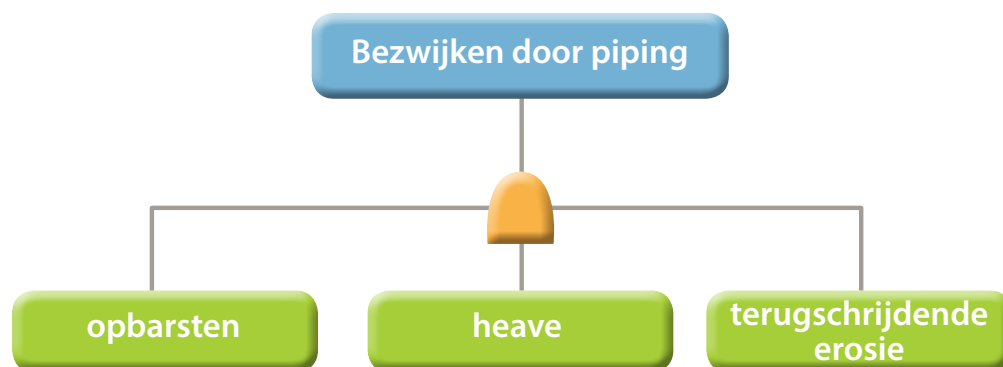 Bezwijken door piping
opbarsten
heave
terugschrijdende
erosie